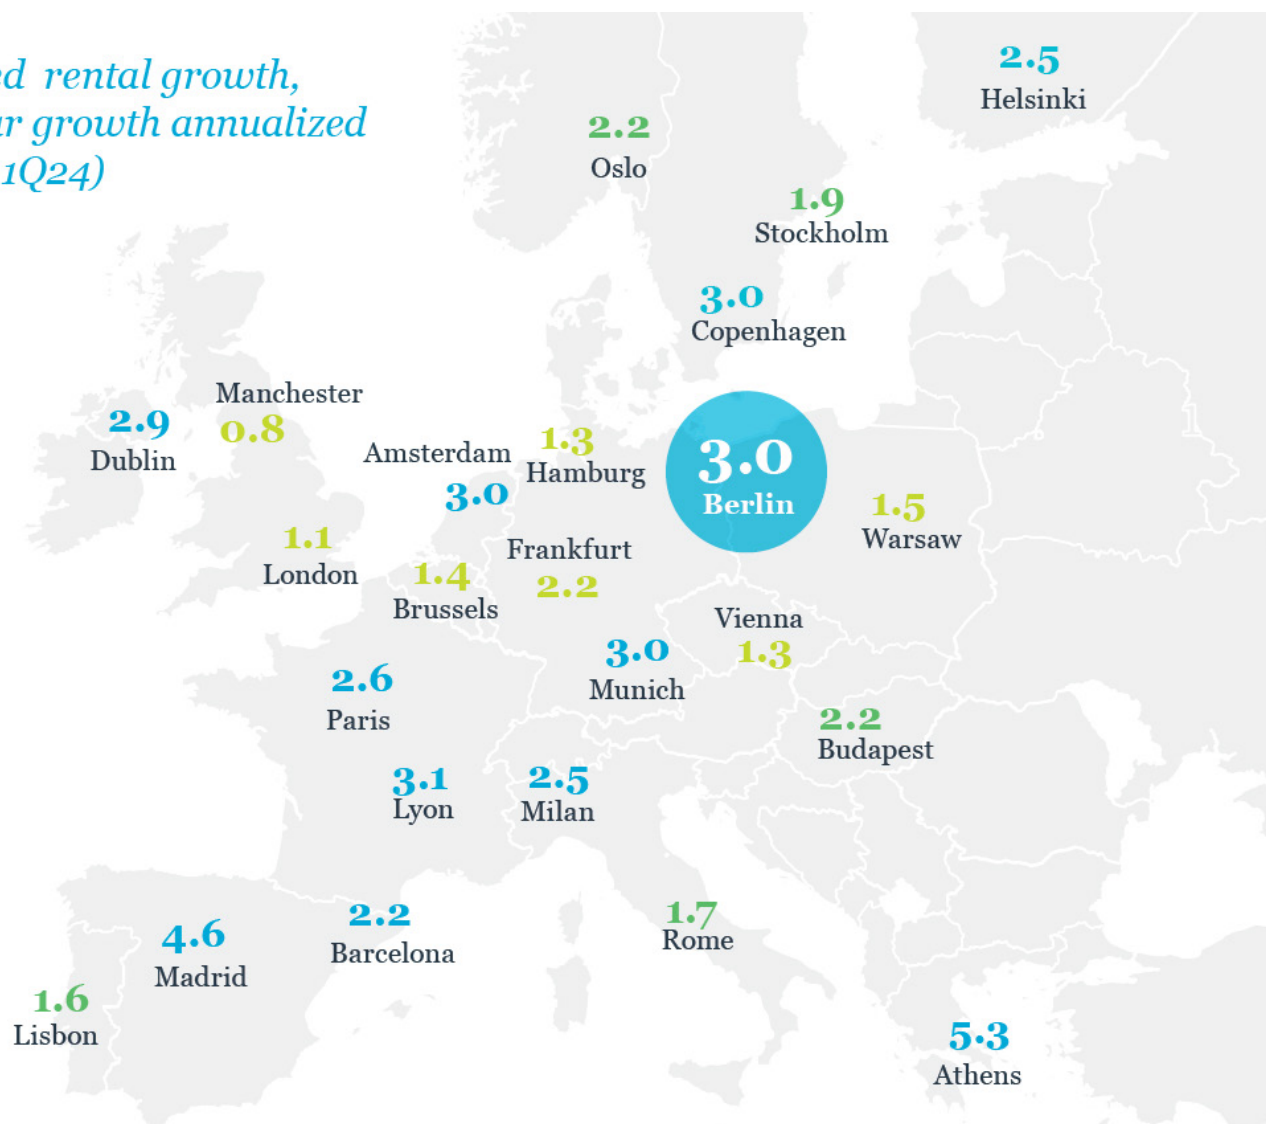 rental growth,
growth annualized
1Q24)
2.5
Helsinki
2.2
Oslo
1.9
Stockholm
3.0
Copenhagen
Manchester
0.8
2.9
Dublin
Amsterdam
3.0
1.3
Hamburg
3.0
Berlin
1.5
Warsaw
1.1
London
1.4
Brussels
Frankfurt
2.2
Vienna
1.3
3.0
Munich
2.6
Paris
2.2
Budapest
3.1
Lyon
2.5
Milan
4.6
Madrid
2.2
Barcelona
1.7
Rome
1.6
Lisbon
5.3
Athens